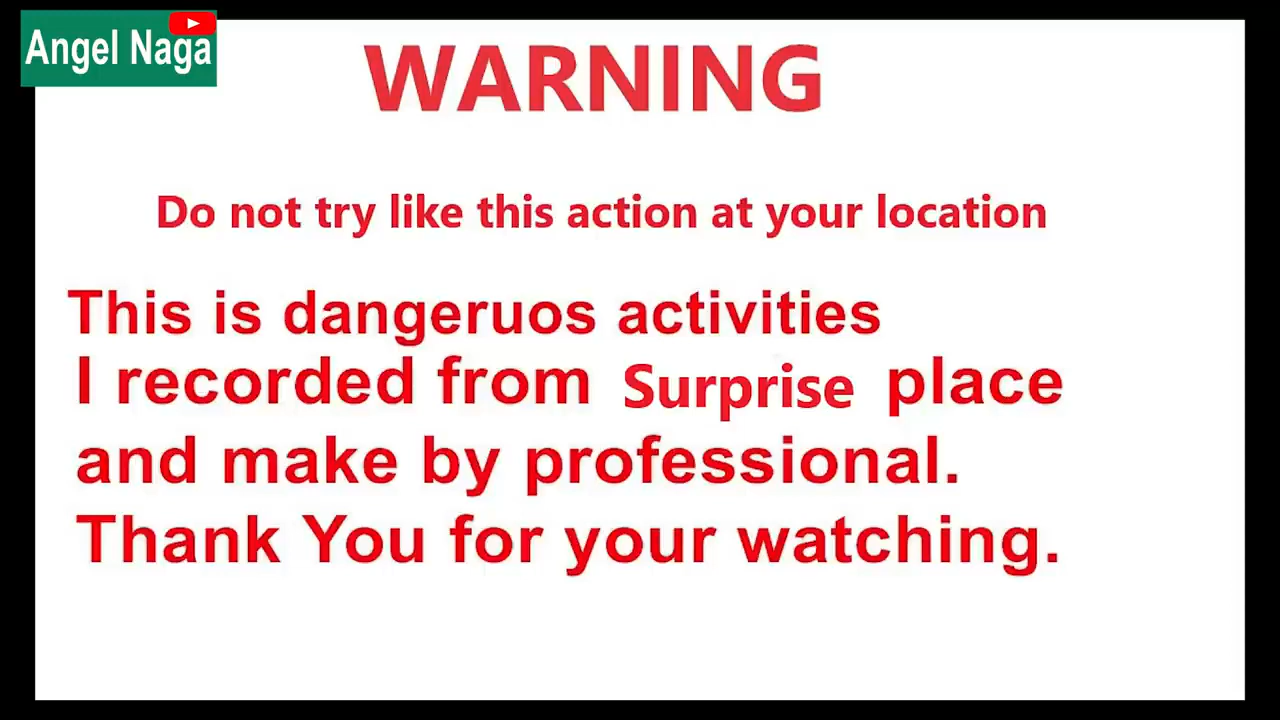 Angel Naga
WARNING
Do not try like this action at your location
This is dangeruos activities
I recorded from Surprise place
and make by professional.
Thank You for your watching.